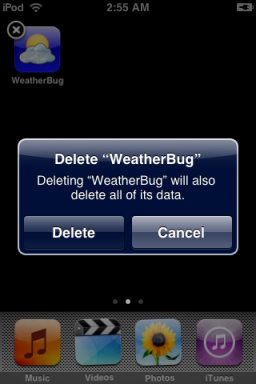 iPod 2:55 AM
WeatherBug
Delete “WeatherBug”
Deleting “WeatherBug” will also
delete all of its data.
Delete Cancel
Music Videos Photos iTunes